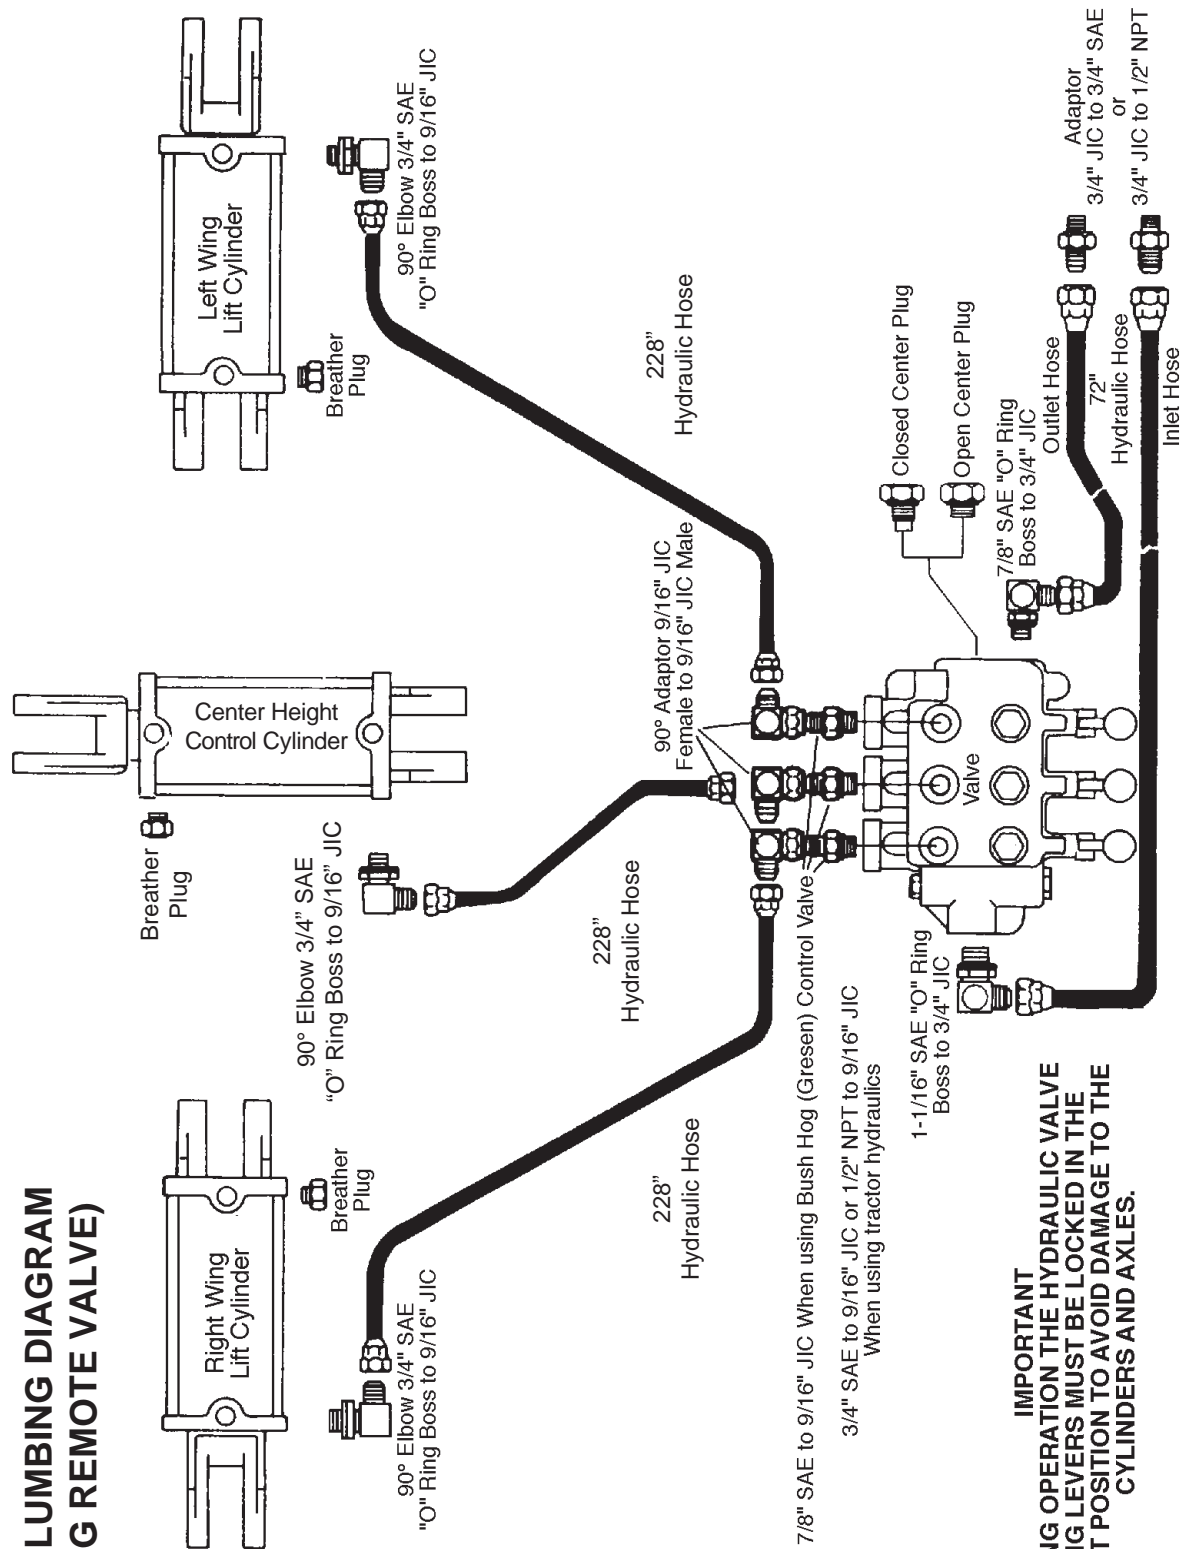 LUMBING DIAGRAM
G REMOTE VALVE)
Right Wing
Lift Cylinder
Breather
Plug
90° Elbow 3/4" SAE
"O" Ring Boss to 9/16" JIC
228"
Hydraulic Hose
Breather
Plug
Center Height
Control Cylinder
90° Elbow 3/4” SAE
“O” Ring Boss to 9/16” JIC
228”
Hydraulic Hose
Left Wing
Lift Cylinder
Breather
Plug
90° Elbow 3/4" SAE
"O" Ring Boss to 9/16" JIC
228”
Hydraulic Hose
90° Adaptor 9/16" JIC
Female to 9/16" JIC Male
7/8" SAE to 9/16" JIC When using Bush Hog (Gresen) Control Valve
3/4" SAE to 9/16" JIC or 1/2" NPT to 9/16" JIC
When using tractor hydraulics
Valve
Closed Center Plug
Open Center Plug
1-1/16" SAE "O" Ring
Boss to 3/4" JIC
7/8" SAE "O" Ring
Boss to 3/4" JIC
Outlet Hose
72"
Hydraulic Hose
Inlet Hose
Adaptor
3/4" JIC to 3/4" SAE
or
3/4" JIC to 1/2" NPT
IMPORTANT
NG OPERATION THE HYDRAULIC VALVE
NG LEVERS MUST BE LOCKED IN THE
T POSITION TO AVOID DAMAGE TO THE
CYLINDERS AND AXLES.